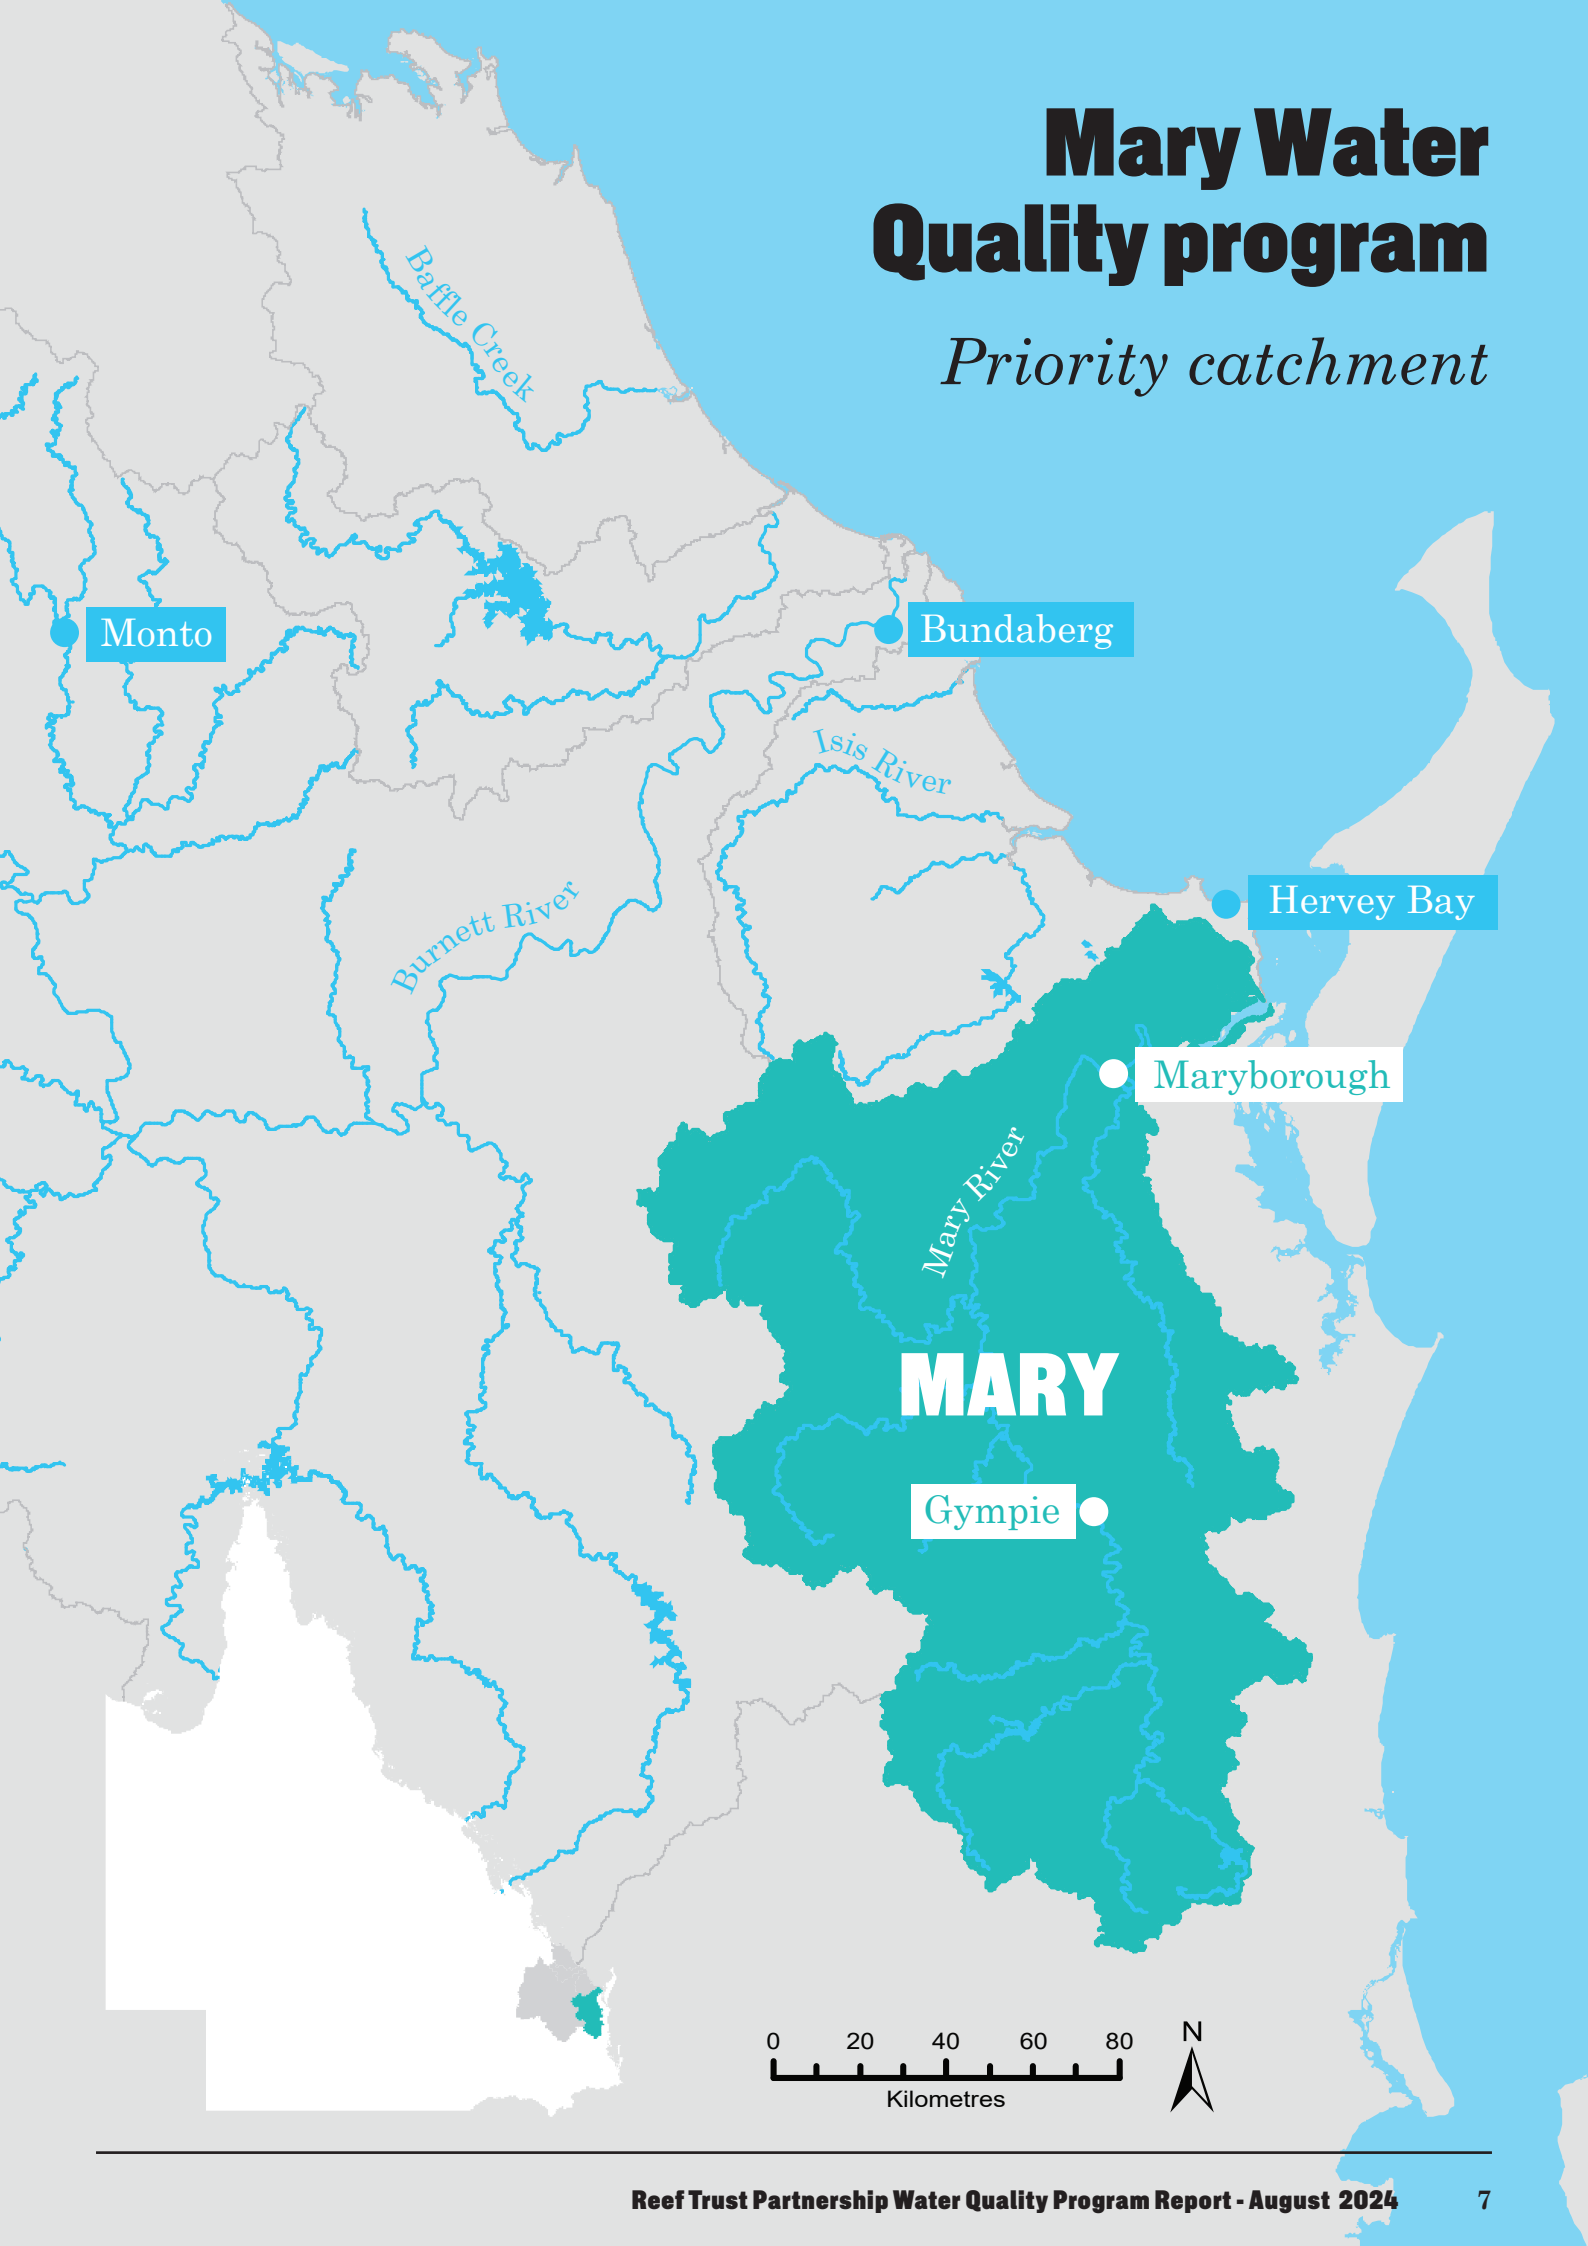 Mary Water
Quality program
Priority catchment
Baffle Creek
Monto
Bundaberg
Isis River
Burnett River
Hervey Bay
Maryborough
Mary River
MARY
Gympie
0 20 40 60 80
Kilometres
N
Reef Trust Partnership Water Quality Program Report - August 2024 7